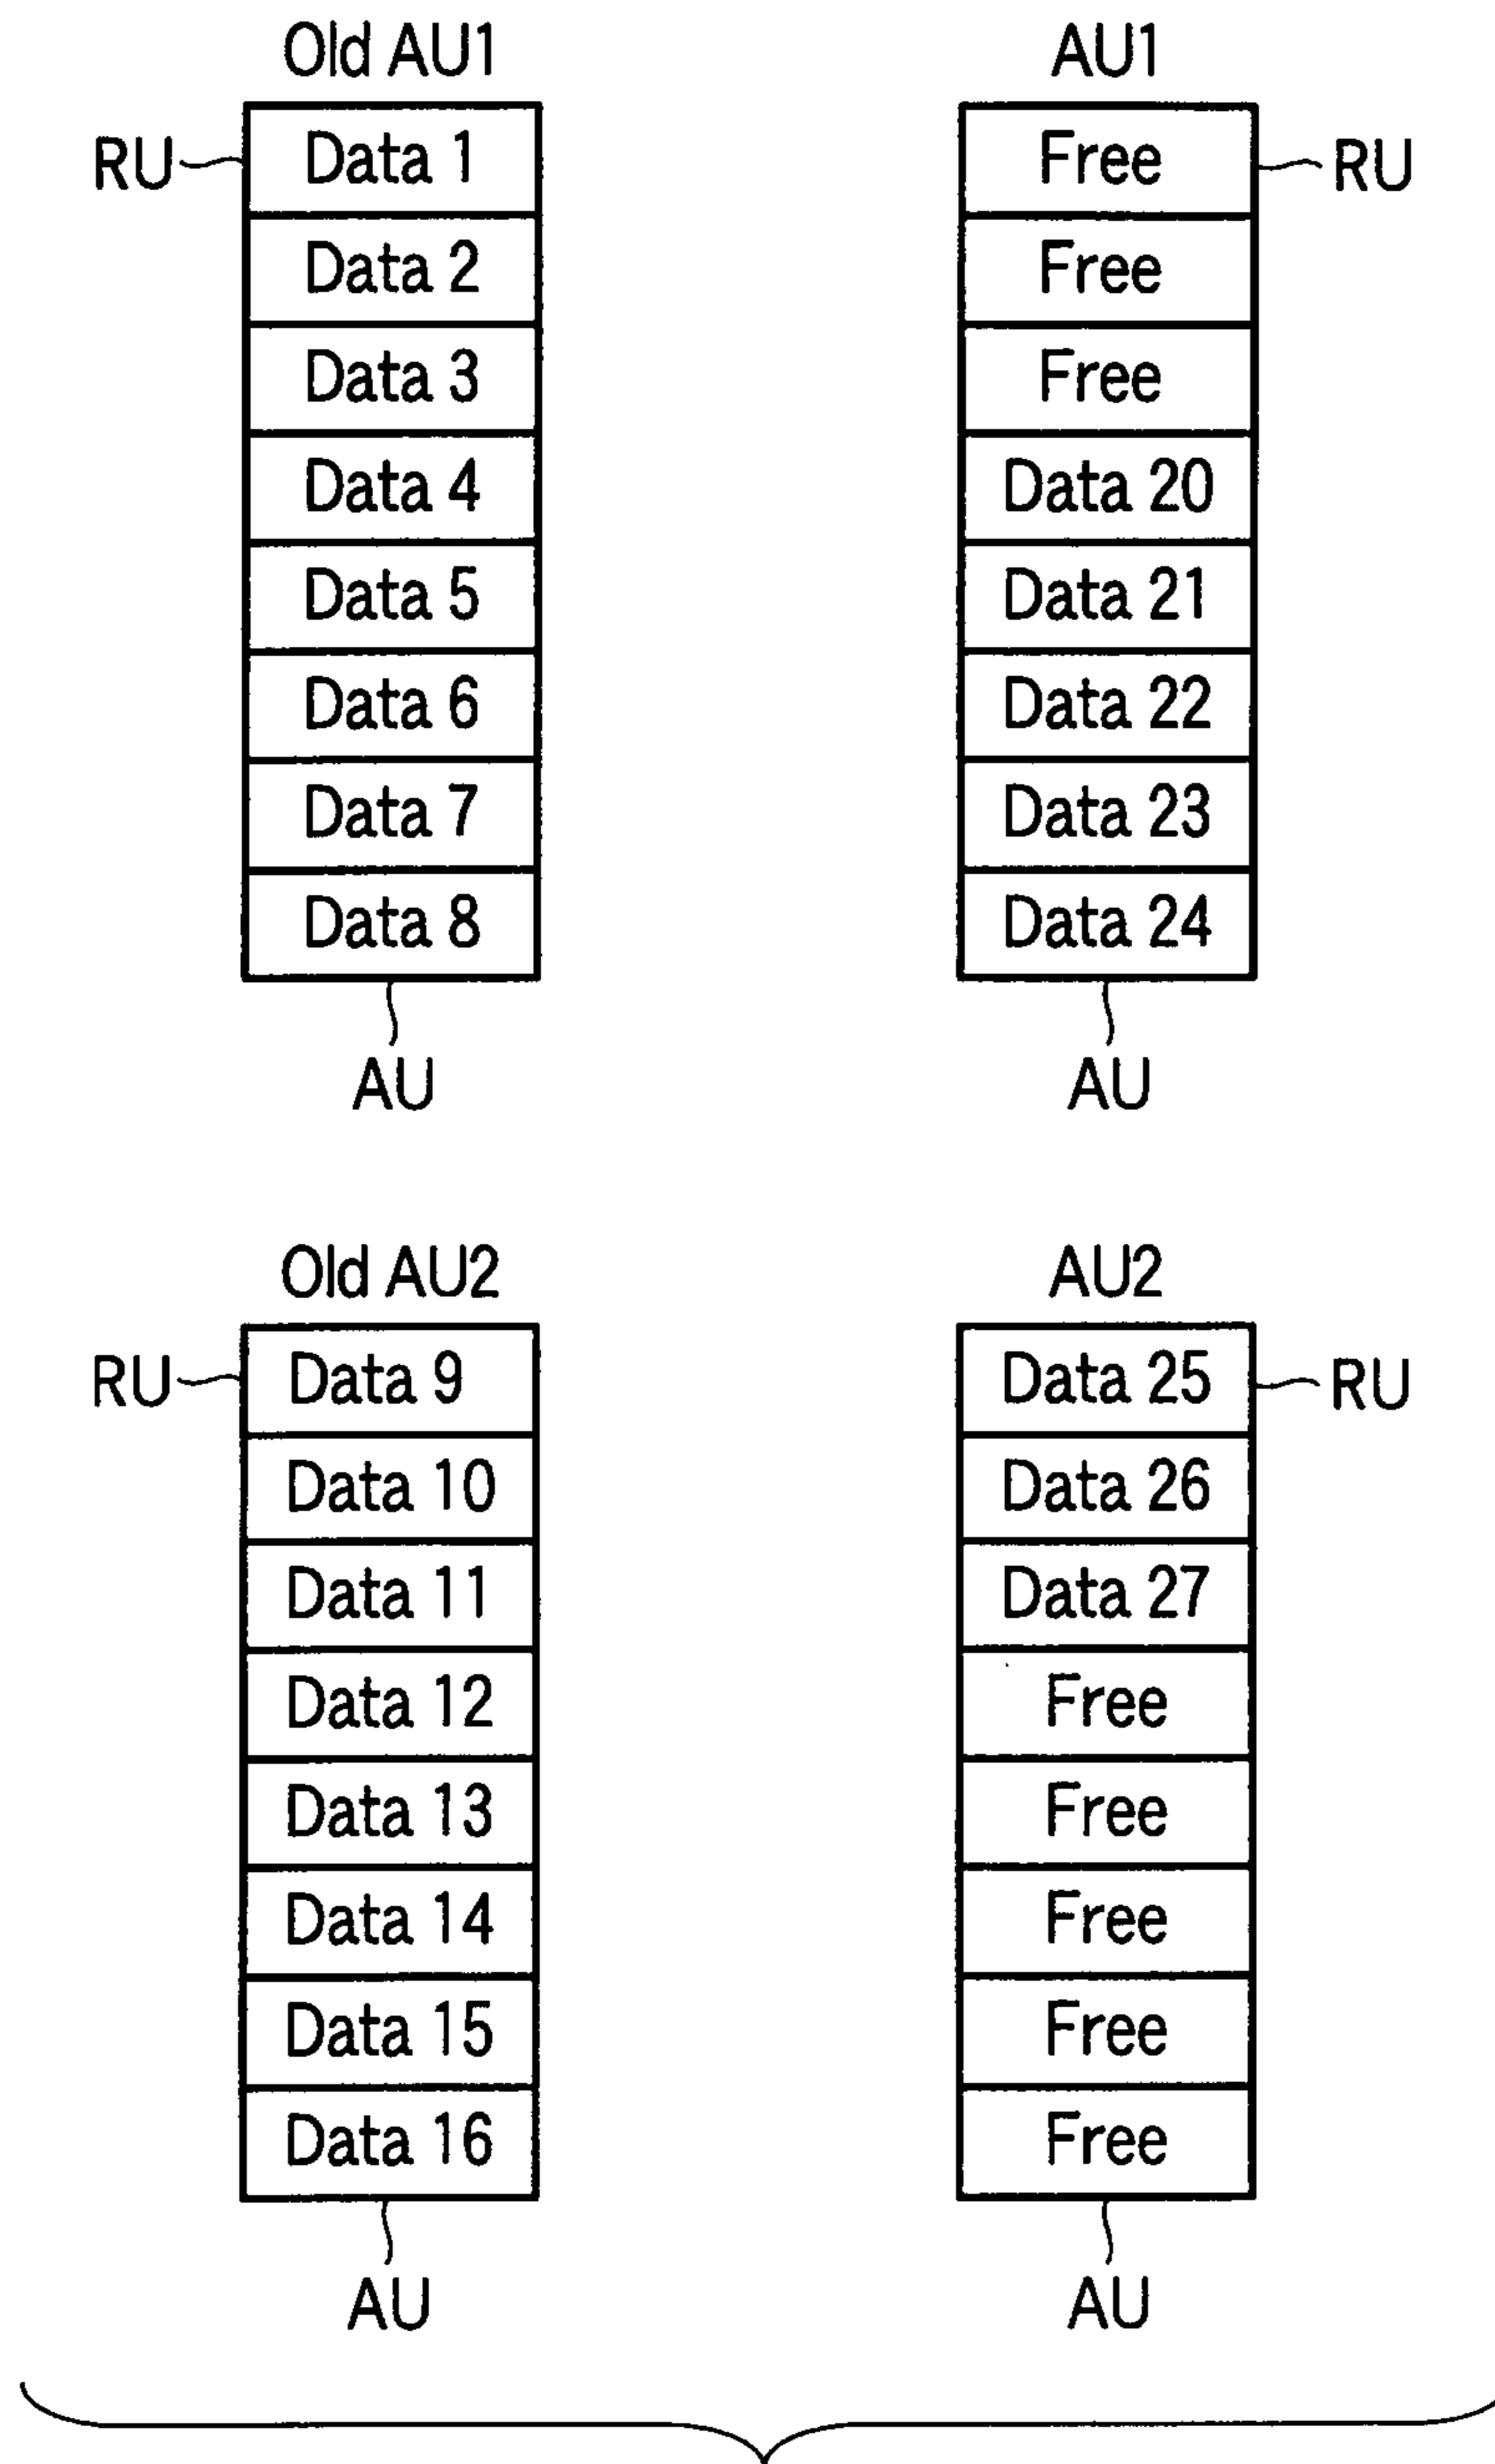 Old AU1
RU
Data 1
Data 2
Data 3
Data 4
Data 5
Data 6
Data 7
Data 8
AU
AU1
Free
RU
Free
Free
Data 20
Data 21
Data 22
Data 23
Data 24
AU
Old AU2
RU
Data 9
Data 10
Data 11
Data 12
Data 13
Data 14
Data 15
Data 16
AU
AU2
Data 25
RU
Data 26
Data 27
Free
Free
Free
Free
Free
AU